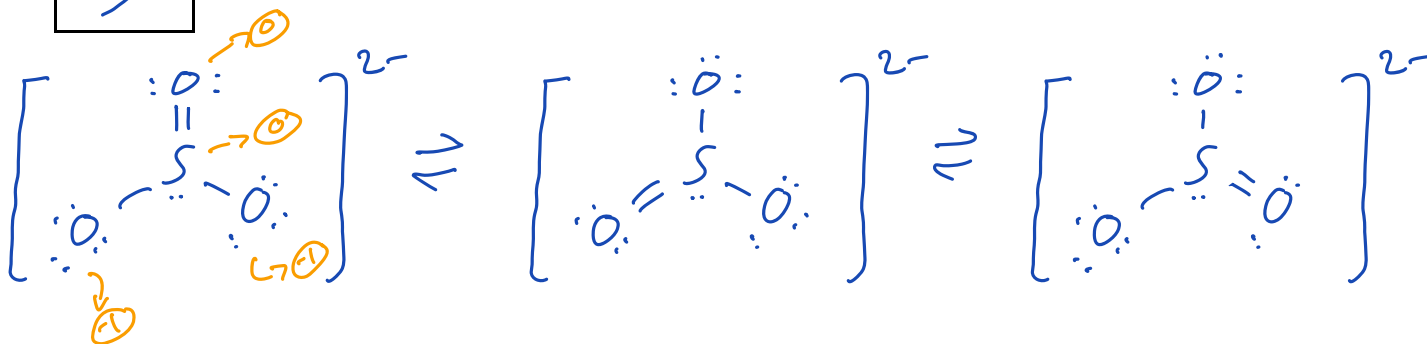 0
[ :O: ]2- ⇌ [ :Ö: ]2- ⇌ [ :Ö: ]2-
|| | |
0
S S S
O O O O O O
-1
-1